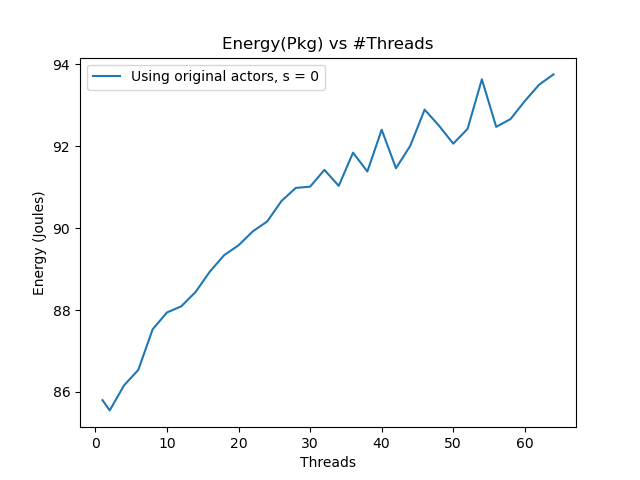 Energy(Pkg) vs #Threads
Using original actors, s = 0
94
92
90
88
86
Energy (Joules)
0 10 20 30 40 50 60
Threads